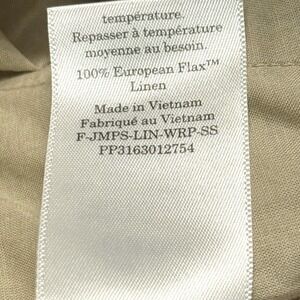 température.
Repasser à température
moyenne au besoin.
100% European Flax™
Linen
Made in Vietnam
Fabriqué au Vietnam
F-JMPS-LIN-WRP-SS
PP3163012754